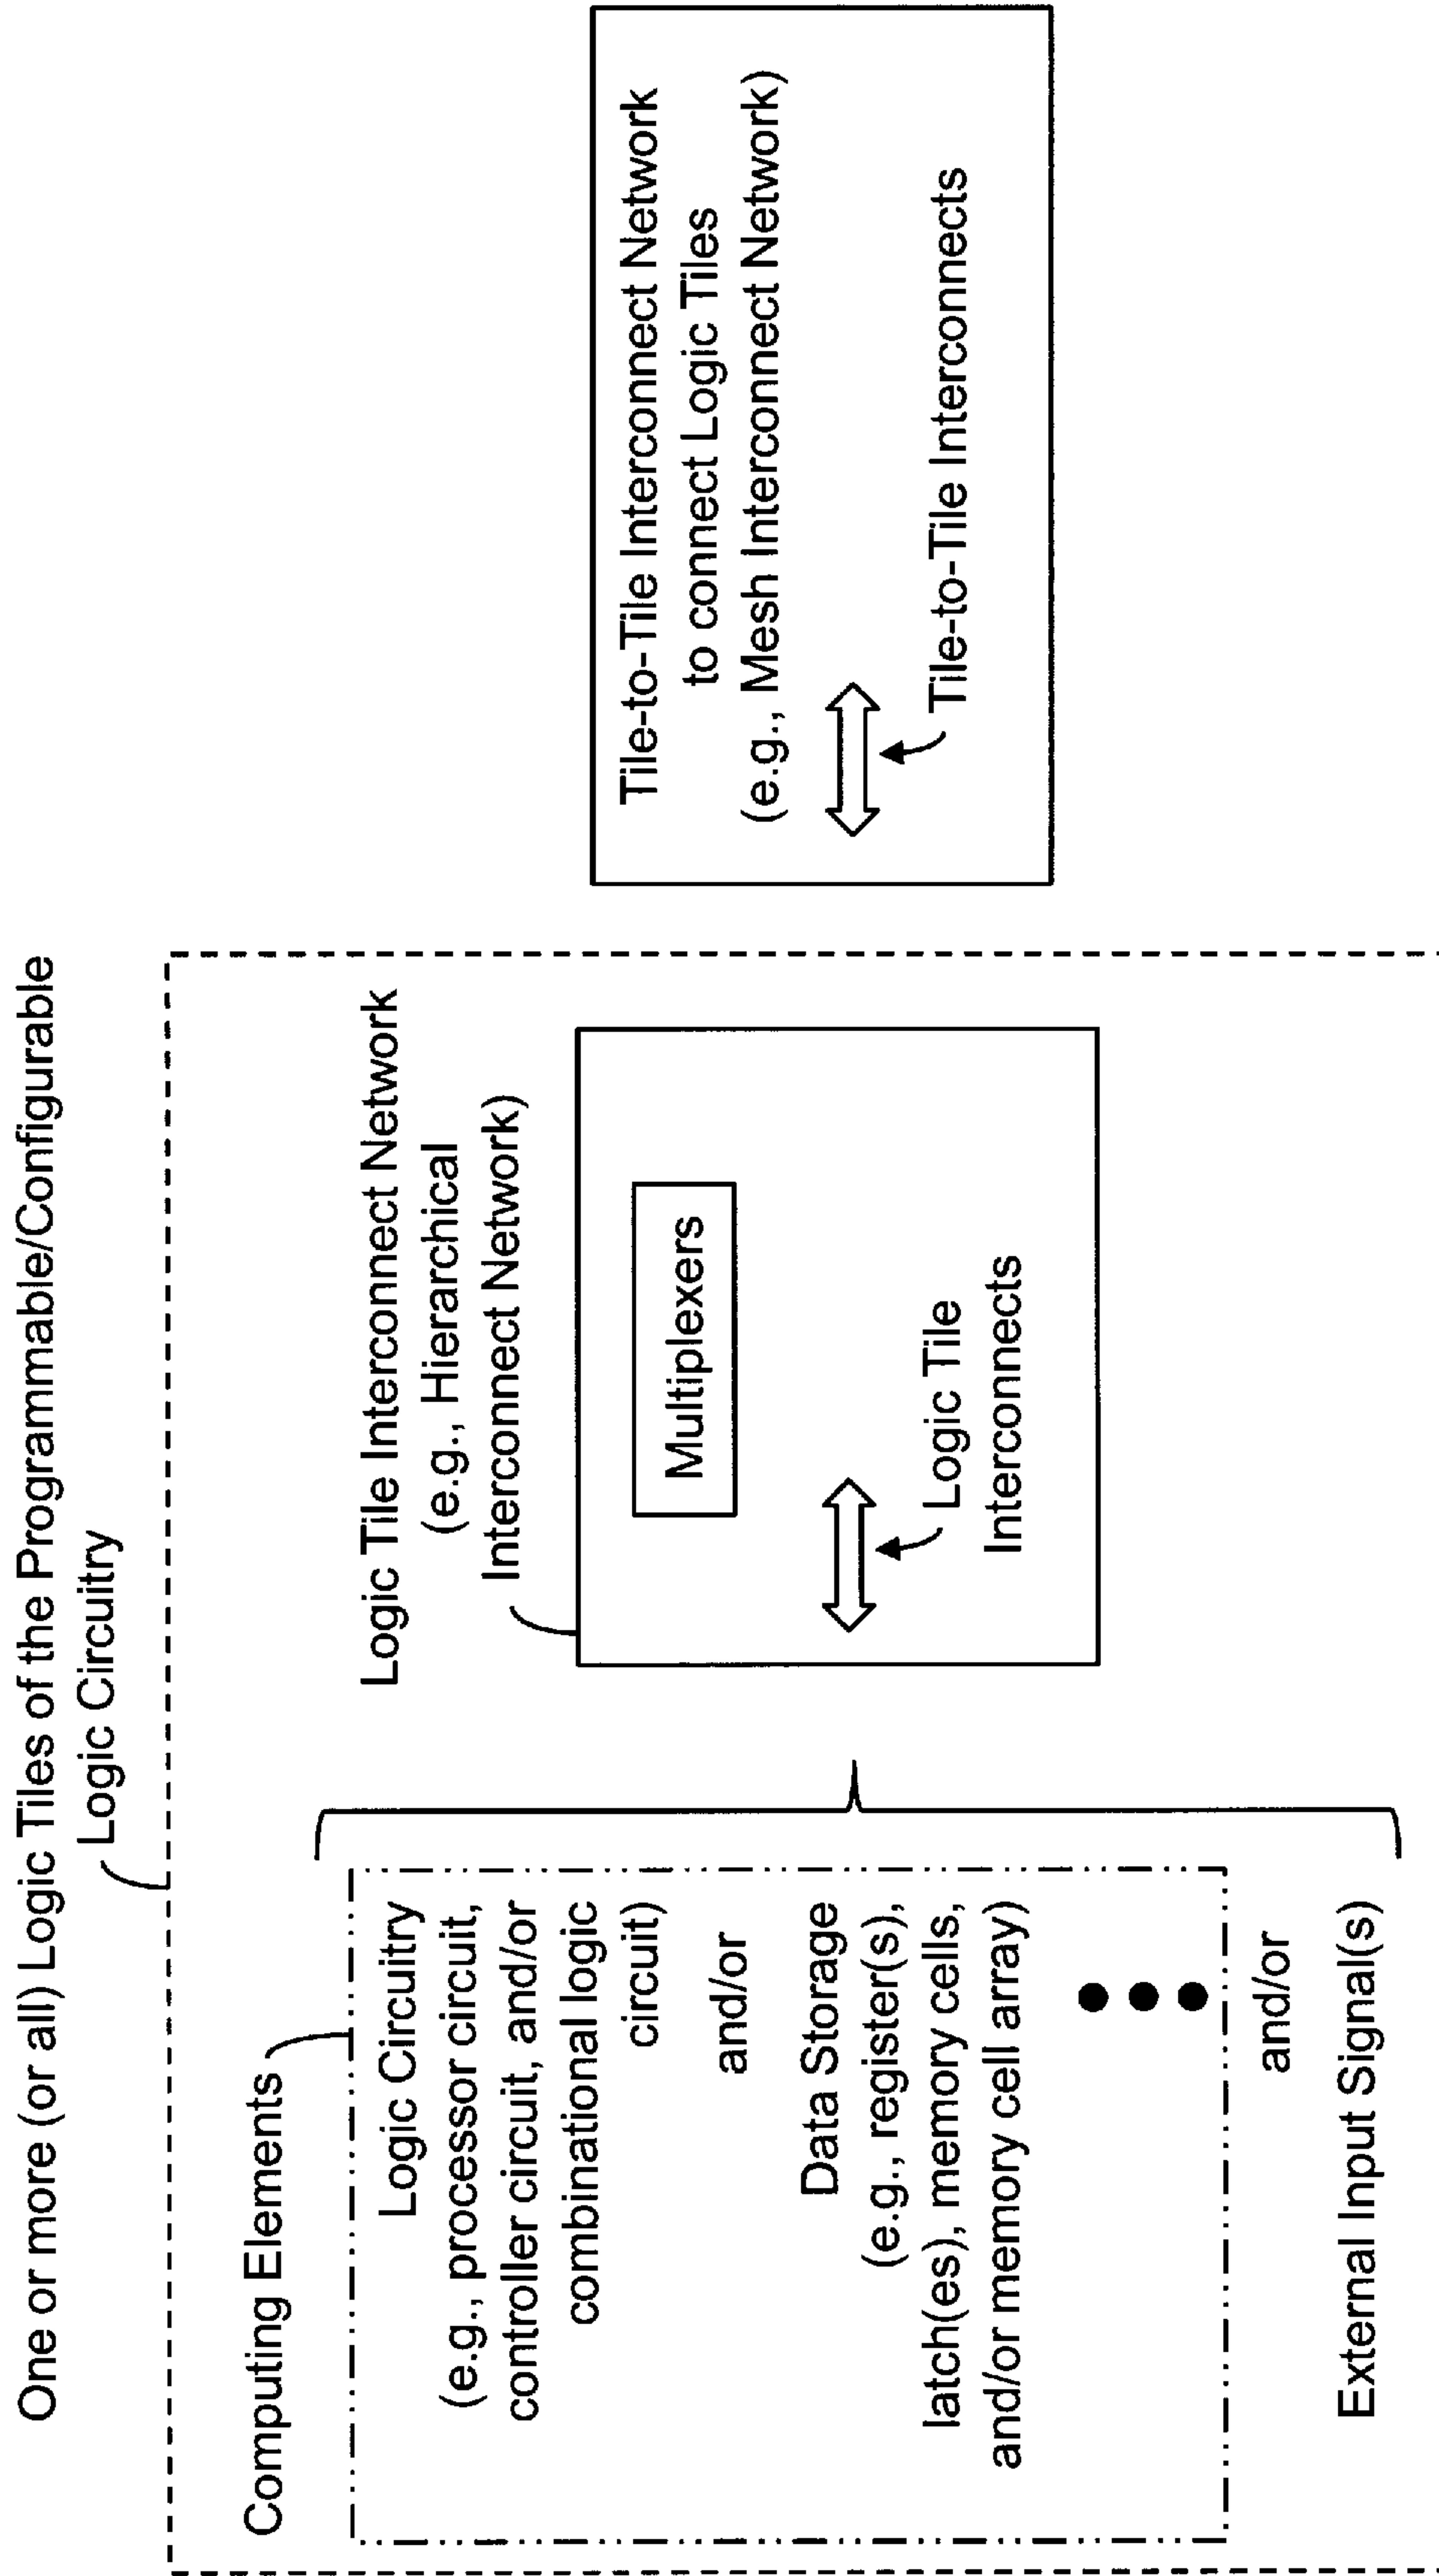 One or more (or all) Logic Tiles of the Programmable/Configurable
Logic Circuitry
Computing Elements
Logic Circuitry
(e.g., processor circuit,
controller circuit, and/or
combinational logic
circuit)
and/or
Data Storage
(e.g., register(s),
latch(es), memory cells,
and/or memory cell array)
and/or
External Input Signal(s)
Logic Tile Interconnect Network
(e.g., Hierarchical
Interconnect Network)
Multiplexers
Logic Tile
Interconnects
Tile-to-Tile Interconnect Network
to connect Logic Tiles
(e.g., Mesh Interconnect Network)
Tile-to-Tile Interconnects